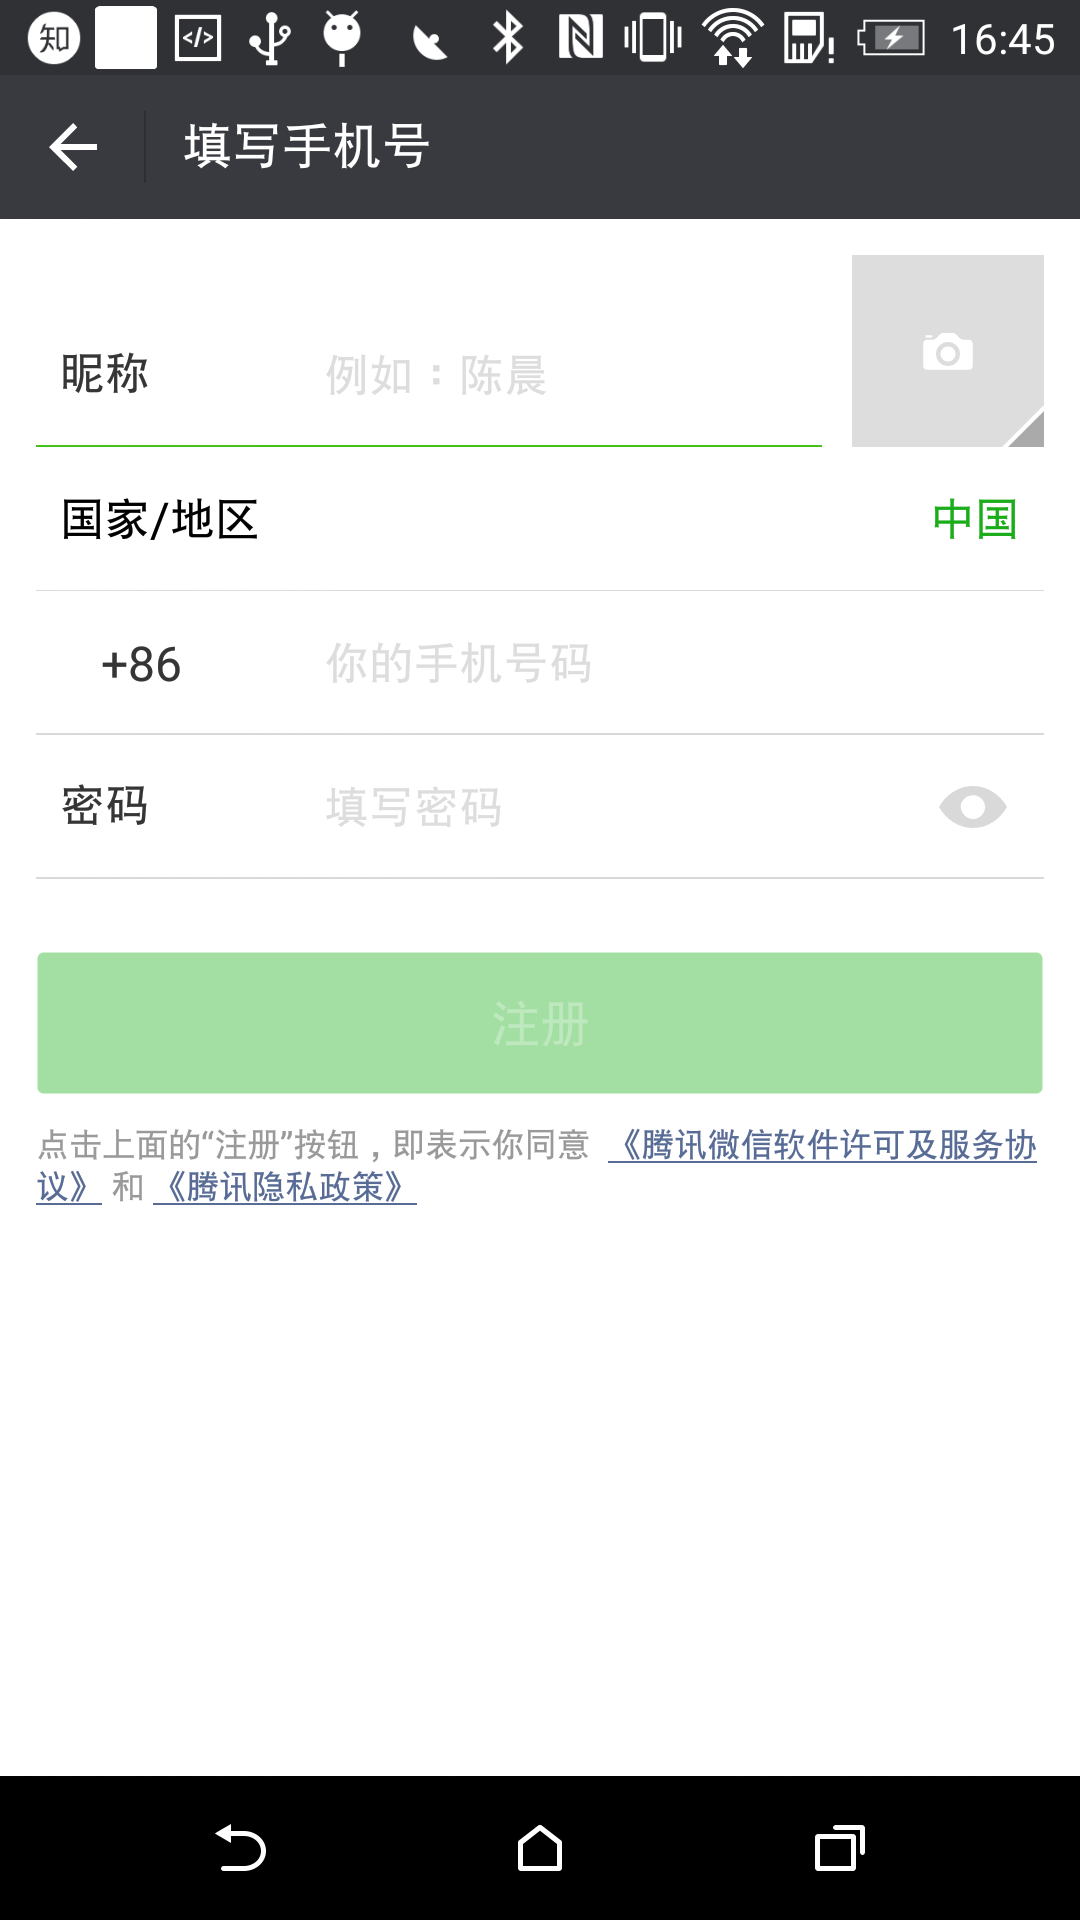 知 </> 16:45
填写手机号
昵称 例如：陈晨
国家/地区 中国
+86 你的手机号码
密码 填写密码
注册
点击上面的“注册”按钮，即表示你同意 《腾讯微信软件许可及服务协
议》 和 《腾讯隐私政策》